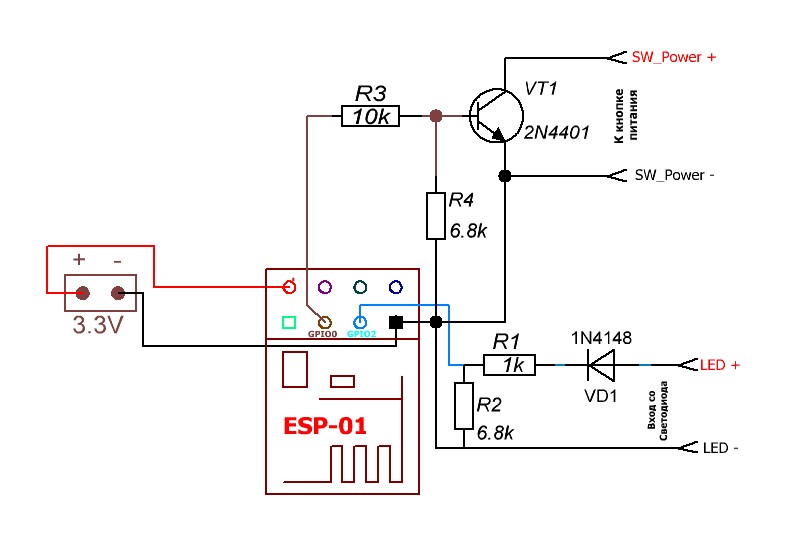 SW_Power +
VT1
R3
10k
2N4401
К кнопке
питания
SW_Power -
R4
6.8k
+ -
3.3V
GPIO0
GPIO2
R1
1k
1N4148
VD1
LED +
R2
6.8k
Вход со
Светодиода
ESP-01
LED -